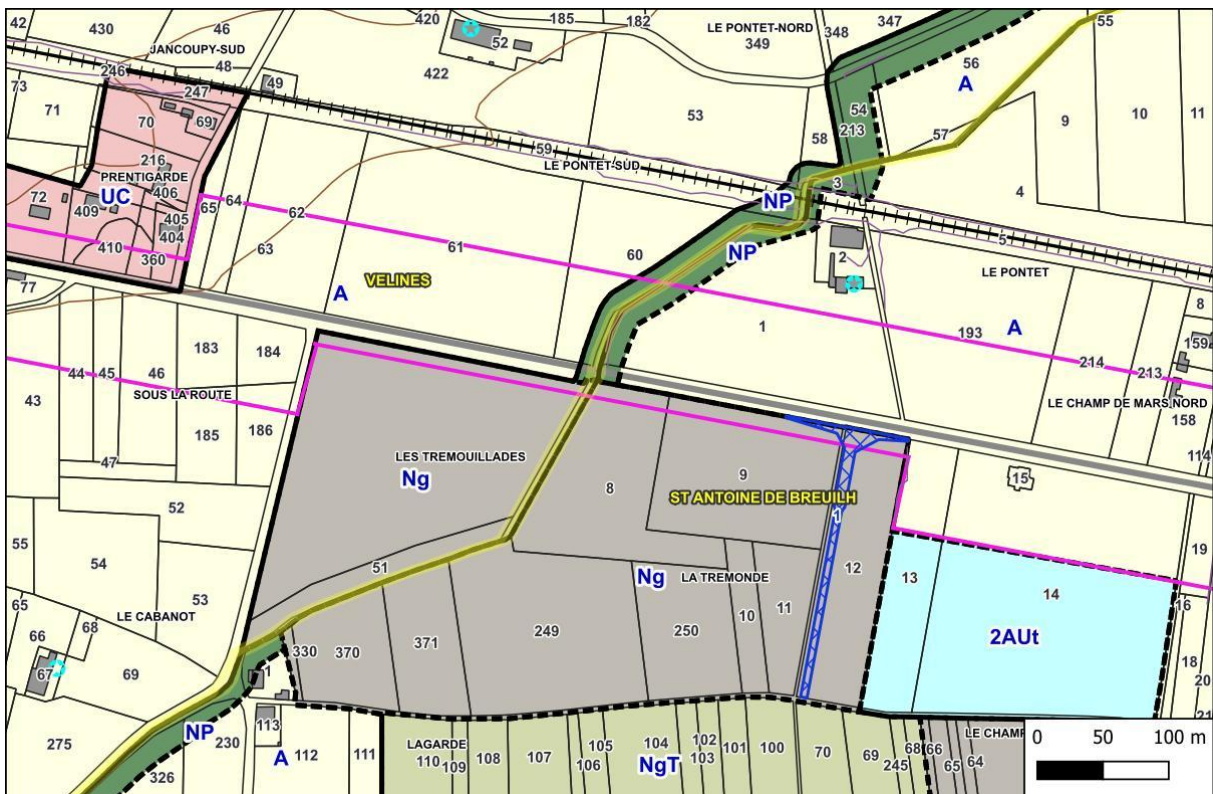 42 430 46 420 185 182 LE PONTET-NORD 348 347 55
JANCOUPY-SUD 52 349 56
246 48 49 422 A
73 71 247 53 54 9 10 11
70 69 58 213 57
59 LE PONTET-SUD
216 PRENTIGARDE 3 4
72 UC 406 64 62 NP
409 405 65 60 5
404 63 61 NP
410 360 2 LE PONTET
77 VELINES 8
A 1 193 A 159
183 184 214 213
44 45 46 LE CHAMP DE MARS NORD
43 SOUS LA ROUTE 158
185 186 114
47 LES TREMOUILLADES 9 15
Ng 8 ST ANTOINE DE BREUILH
52 1
55 54 51 19
53 Ng LA TREMONDE 12 13 14
LE CABANOT 10 11 16
65 66 68 249 250 2AUt
67 69 1 330 370 371 18
20
NP 113 21
275 230 A 112 111 LAGARDE 105 104 102 101 100 70 69 68 66 LE CHAMP
326 110 109 108 107 106 NgT 103 245 65 64
0 50 100 m